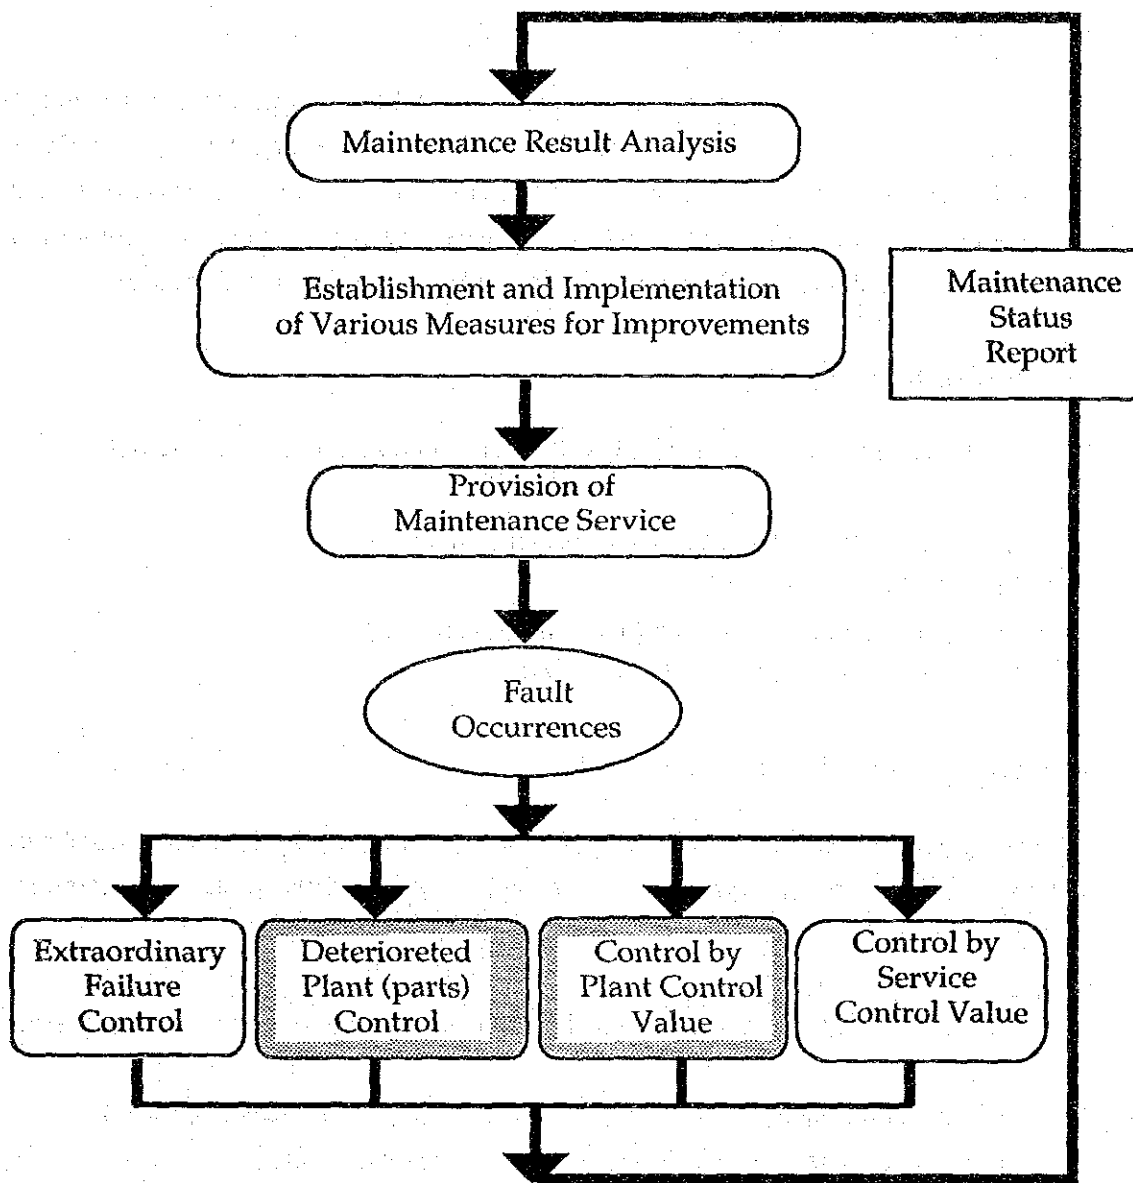 Maintenance Result Analysis
Establishment and Implementation
of Various Measures for Improvements
Maintenance
Status
Report
Provision of
Maintenance Service
Fault
Occurrences
Extraordinary
Failure
Control
Deterioreted
Plant (parts)
Control
Control by
Plant Control
Value
Control by
Service
Control Value